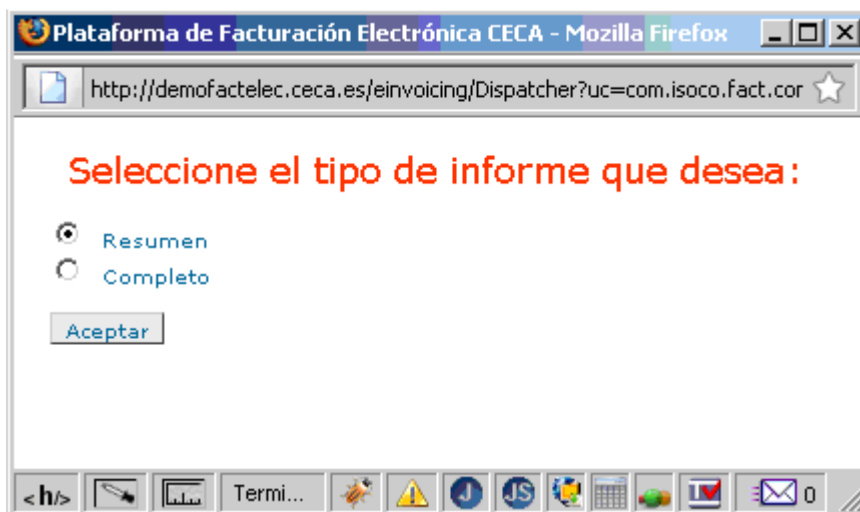 Plataforma de Facturación Electrónica CECA - Mozilla Firefox
http://demofactelec.ceca.es/einvoicing/Dispatcher?uc=com.isoco.fact.cor
Seleccione el tipo de informe que desea:
Resumen
Completo
Aceptar
<h/> Termi... J JS 0